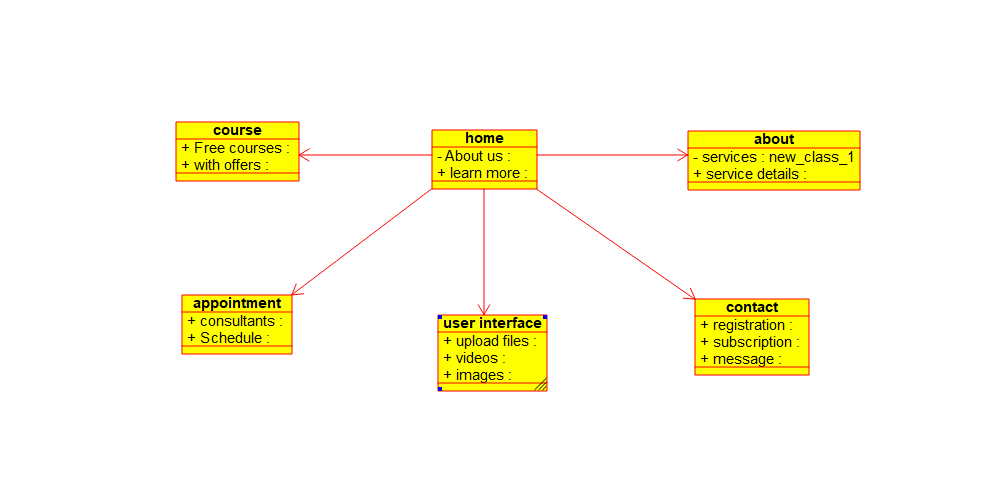 course
+ Free courses :
+ with offers :
home
- About us :
+ learn more :
about
- services : new_class_1
+ service details :
appointment
+ consultants :
+ Schedule :
user interface
+ upload files :
+ videos :
+ images :
contact
+ registration :
+ subscription :
+ message :